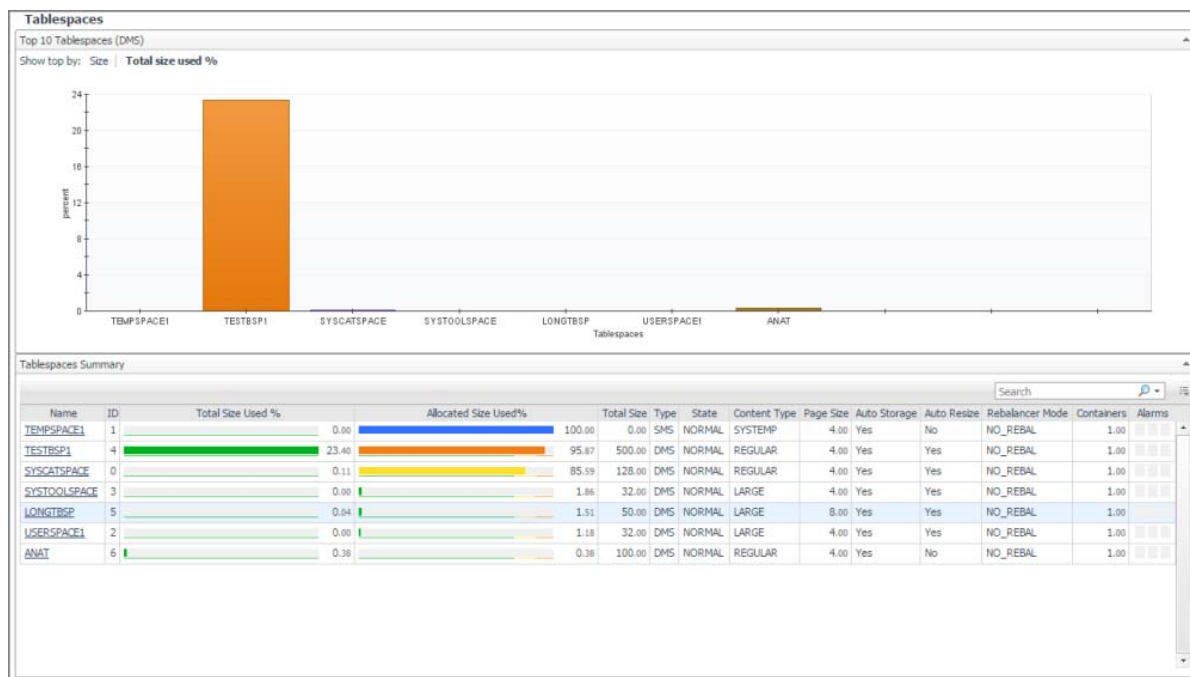 Tablespaces
Top 10 Tablespaces (DMS)
Show top by: Size | Total size used %
24
20
16
12
8
4
0
percent
TEMPSPACE1 TESTBSP1 SYSCATSPACE SYSTOOLSPACE LONGTBSP USERSPACE1 ANAT
Tablespaces
Tablespaces Summary
Search
Name ID Total Size Used % Allocated Size Used% Total Size Type State Content Type Page Size Auto Storage Auto Resize Rebalancer Mode Containers Alarms
TEMPSPACE1 1 0.00 100.00 0.00 SMS NORMAL SYSTEMP 4.00 Yes No NO_REBAL 1.00
TESTBSP1 4 23.40 95.87 500.00 DMS NORMAL REGULAR 4.00 Yes Yes NO_REBAL 1.00
SYSCATSPACE 0 0.11 85.59 128.00 DMS NORMAL REGULAR 4.00 Yes Yes NO_REBAL 1.00
SYSTOOLSPACE 3 0.00 1.86 32.00 DMS NORMAL LARGE 4.00 Yes Yes NO_REBAL 1.00
LONGTBSP 5 0.04 1.51 50.00 DMS NORMAL LARGE 8.00 Yes Yes NO_REBAL 1.00
USERSPACE1 2 0.00 1.18 32.00 DMS NORMAL LARGE 4.00 Yes Yes NO_REBAL 1.00
ANAT 6 0.38 0.38 100.00 DMS NORMAL REGULAR 4.00 Yes No NO_REBAL 1.00